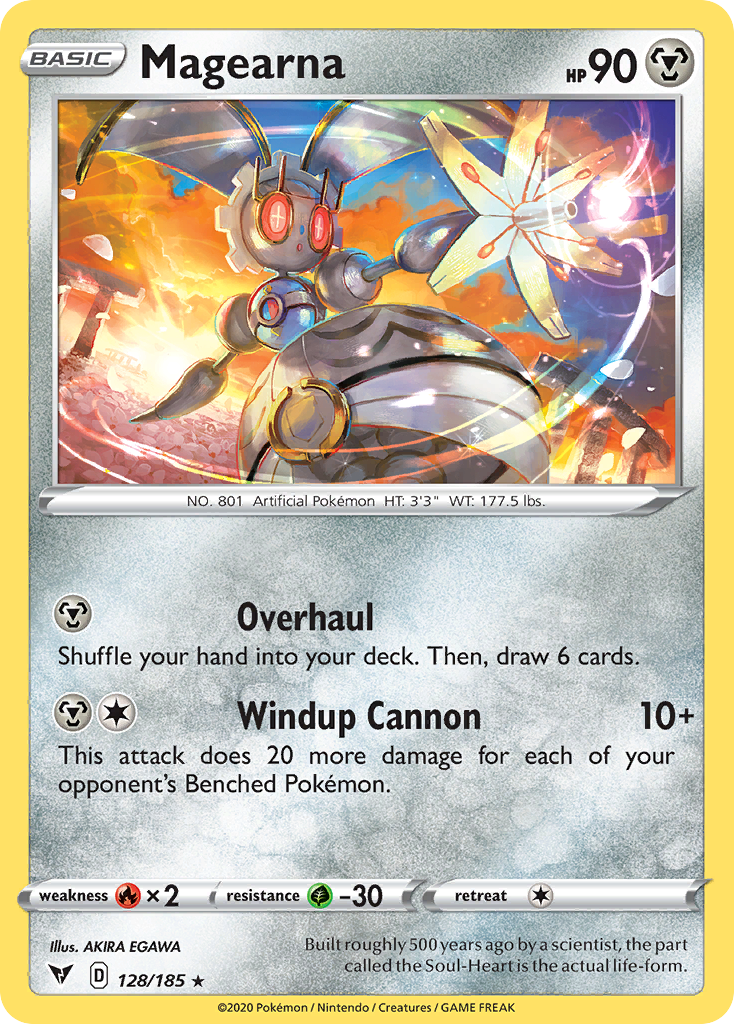 BASIC Magearna HP 90
NO. 801 Artificial Pokémon HT: 3'3" WT: 177.5 lbs.
Overhaul
Shuffle your hand into your deck. Then, draw 6 cards.
Windup Cannon 10+
This attack does 20 more damage for each of your
opponent's Benched Pokémon.
weakness ×2 resistance -30 retreat
Illus. AKIRA EGAWA
Built roughly 500 years ago by a scientist, the part
called the Soul-Heart is the actual life-form.
D 128/185 ★
©2020 Pokémon / Nintendo / Creatures / GAME FREAK